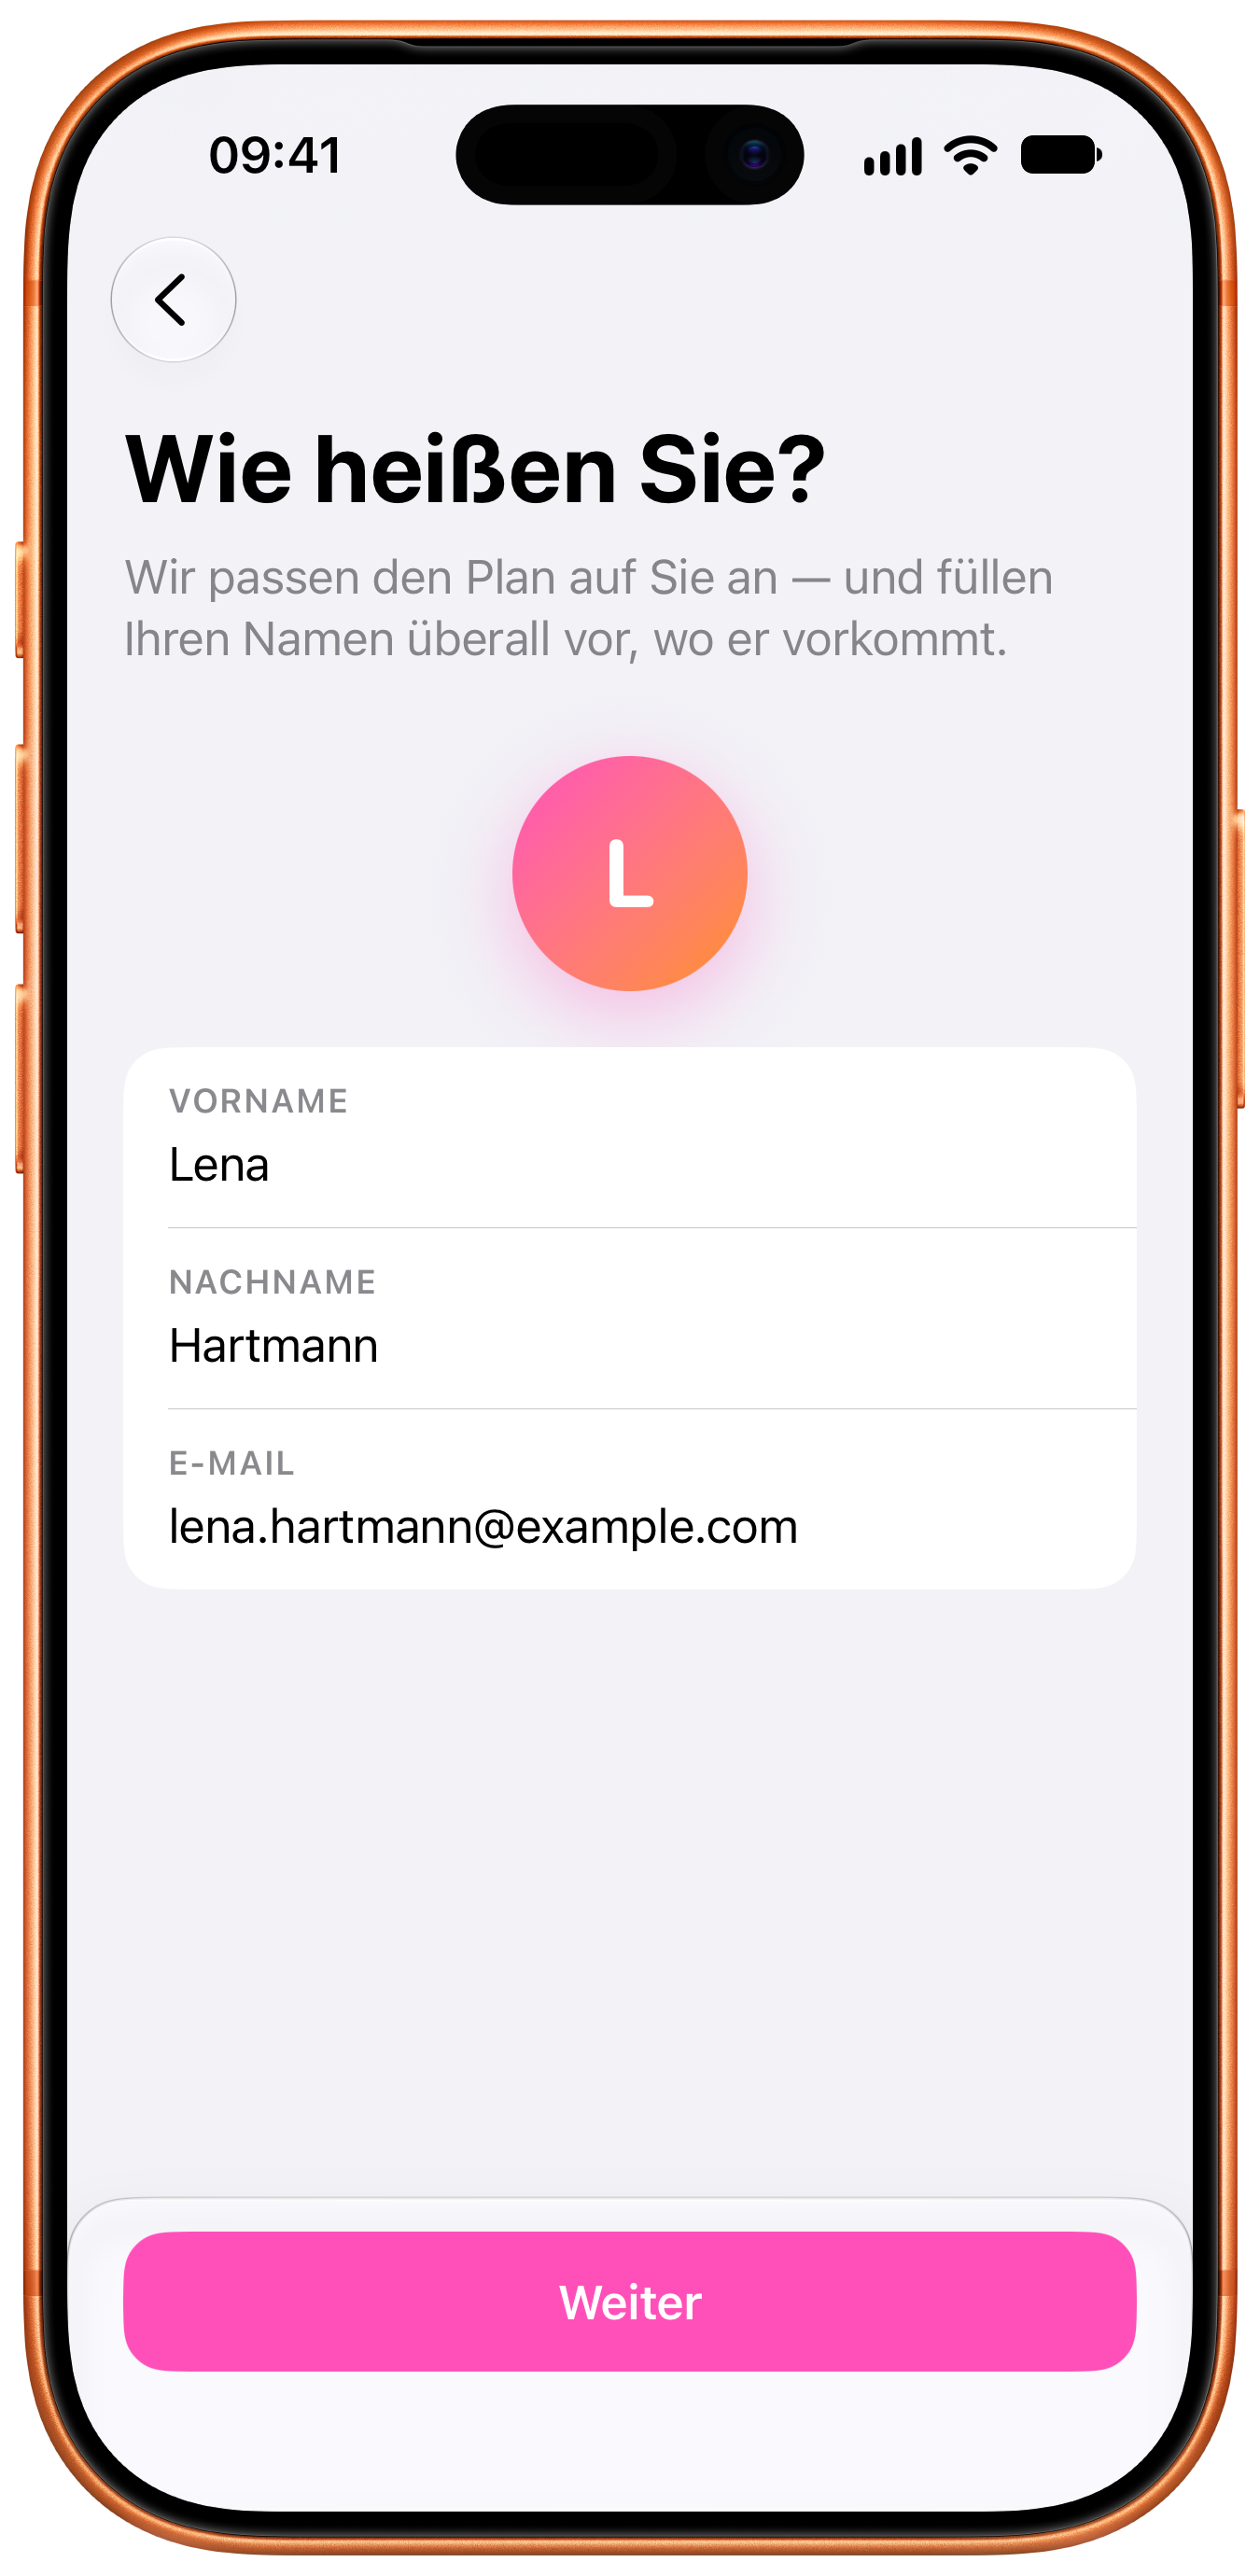 09:41
Wie heißen Sie?
Wir passen den Plan auf Sie an — und füllen
Ihren Namen überall vor, wo er vorkommt.
L
VORNAME
Lena
NACHNAME
Hartmann
E-MAIL
lena.hartmann@example.com
Weiter